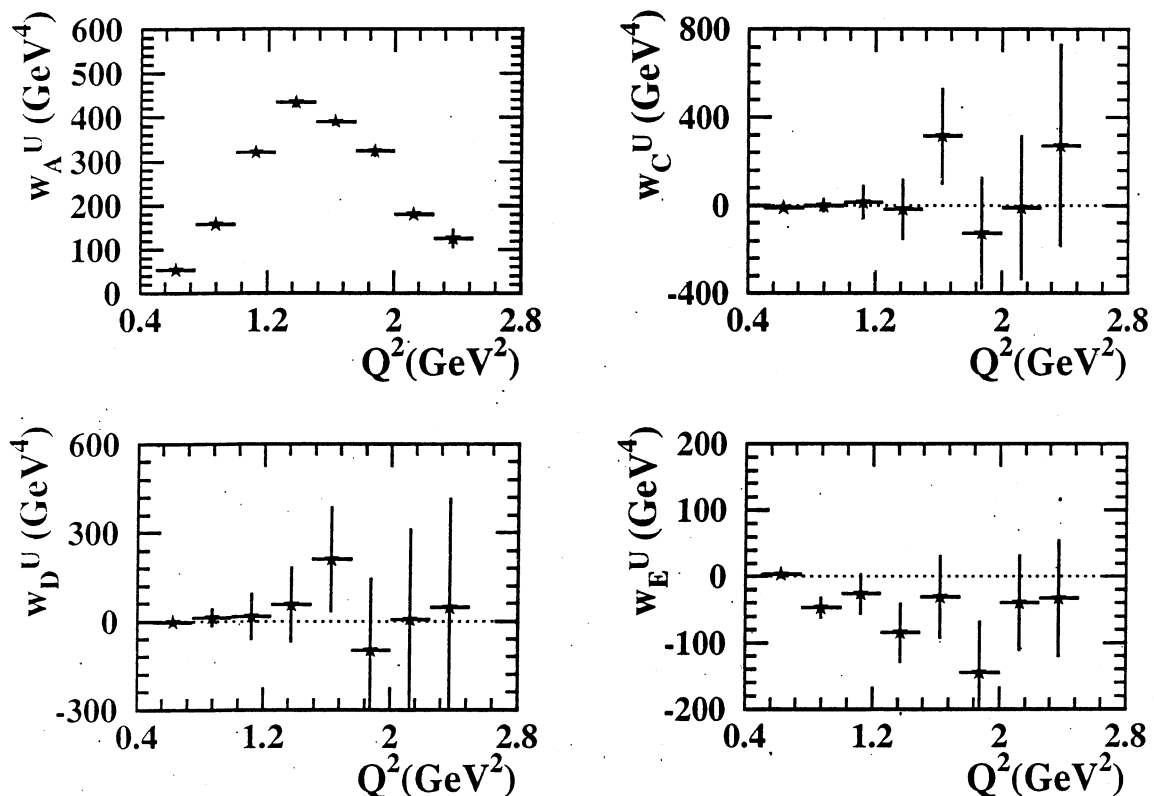 w_A^U (GeV^4)
600
500
400
300
200
100
0
0.4 1.2 2 2.8
Q^2(GeV^2)
w_C^U (GeV^4)
800
400
0
-400
0.4 1.2 2 2.8
Q^2(GeV^2)
w_D^U (GeV^4)
600
300
0
-300
0.4 1.2 2 2.8
Q^2(GeV^2)
w_E^U (GeV^4)
200
100
0
-100
-200
0.4 1.2 2 2.8
Q^2(GeV^2)